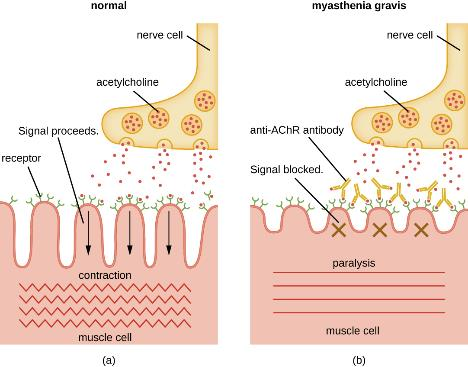 normal
nerve cell
acetylcholine
Signal proceeds.
receptor
contraction
muscle cell
(a)
myasthenia gravis
nerve cell
acetylcholine
anti-AChR antibody
Signal blocked.
paralysis
muscle cell
(b)